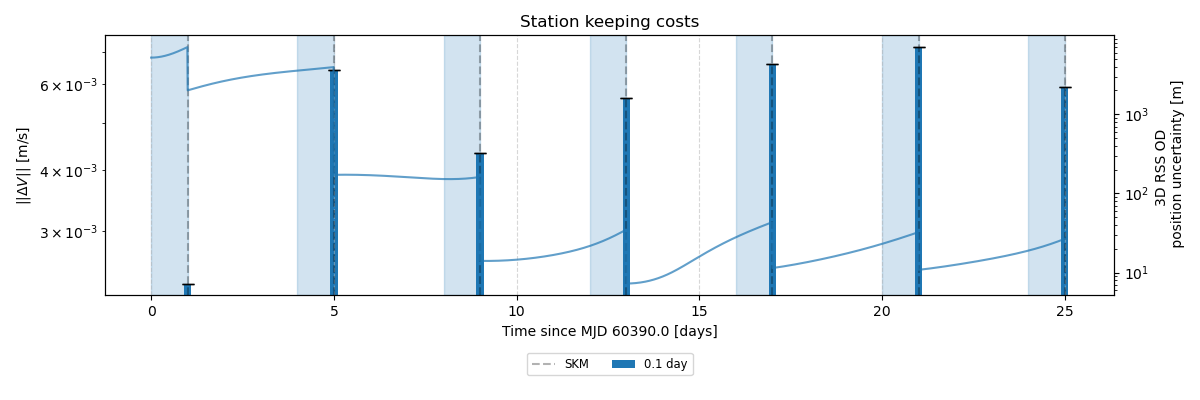 Station keeping costs
||ΔV|| [m/s]
6 × 10⁻³
4 × 10⁻³
3 × 10⁻³
10³
10²
10¹
3D RSS OD
position uncertainty [m]
0 5 10 15 20 25
Time since MJD 60390.0 [days]
SKM 0.1 day